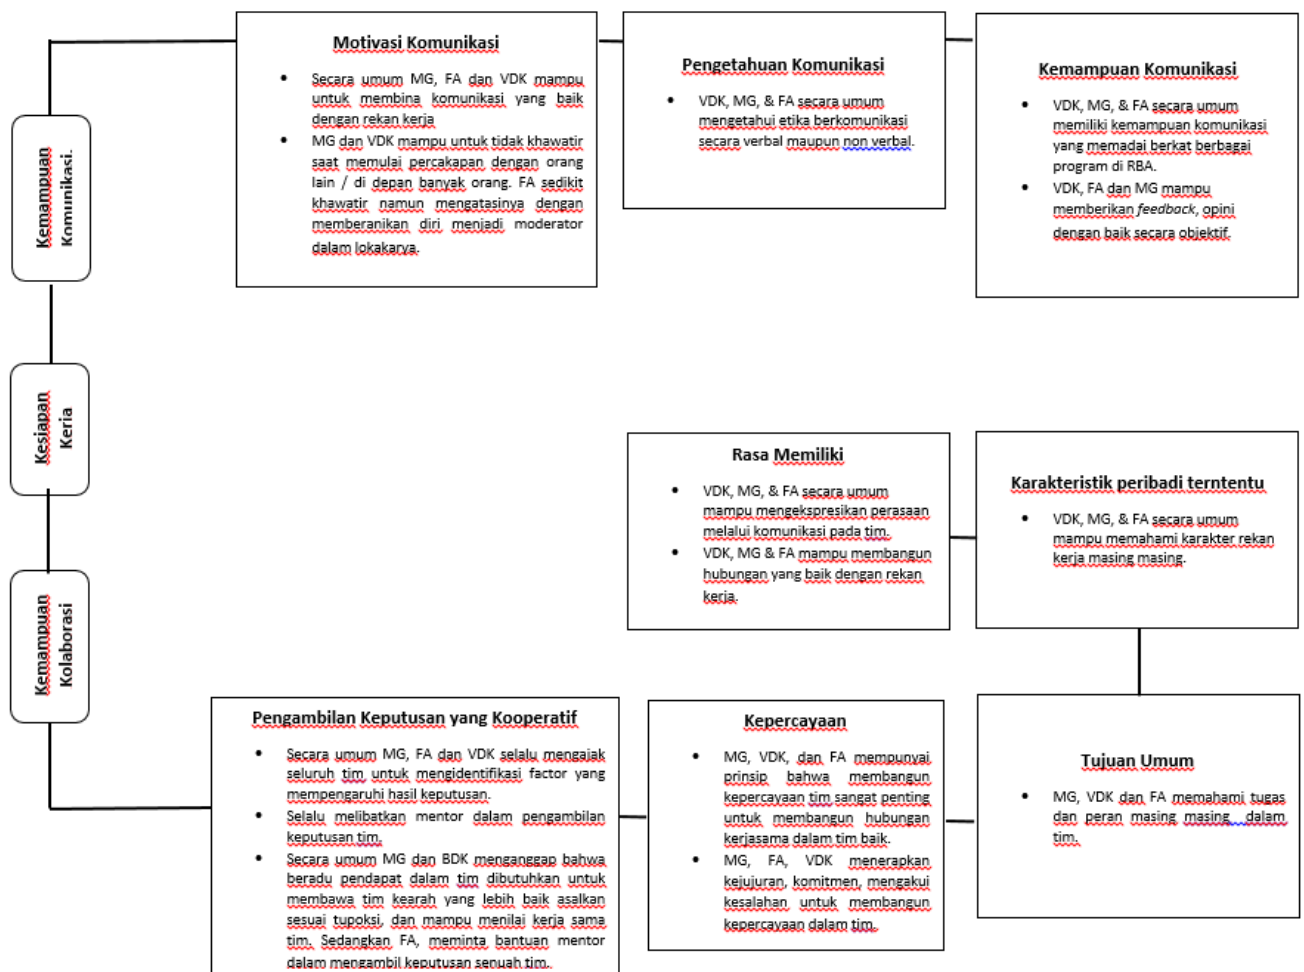 Motivasi Komunikasi
• Secara umum MG, FA dan VDK mampu
untuk membina komunikasi yang baik
dengan rekan kerja
• MG dan VDK mampu untuk tidak khawatir
saat memulai percakapan dengan orang
lain / di depan banyak orang. FA sedikit
khawatir namun mengatasinya dengan
memberanikan diri menjadi moderator
dalam lokakarya.
Pengetahuan Komunikasi
• VDK, MG, & FA secara umum
mengetahui etika berkomunikasi
secara verbal maupun non verbal.
Kemampuan Komunikasi
• VDK, MG, & FA secara umum
memiliki kemampuan komunikasi
yang memadai berkat berbagai
program di RBA.
• VDK, FA dan MG mampu
memberikan feedback, opini
dengan baik secara objektif.
Kemampuan
Komunikasi.
Kesiapan
Kerja
Kemampuan
Kolaborasi
Rasa Memiliki
• VDK, MG, & FA secara umum
mampu mengekspresikan perasaan
melalui komunikasi pada tim.
• VDK, MG & FA mampu membangun
hubungan yang baik dengan rekan
kerja.
Karakteristik peribadi terntentu
• VDK, MG, & FA secara umum
mampu memahami karakter rekan
kerja masing masing.
Pengambilan Keputusan yang Kooperatif
• Secara umum MG, FA dan VDK selalu mengajak
seluruh tim untuk mengidentifikasi factor yang
mempengaruhi hasil keputusan.
• Selalu melibatkan mentor dalam pengambilan
keputusan tim.
• Secara umum MG dan BDK menganggap bahwa
beradu pendapat dalam tim dibutuhkan untuk
membawa tim kearah yang lebih baik asalkan
sesuai tupoksi, dan mampu menilai kerja sama
tim. Sedangkan FA, meminta bantuan mentor
dalam mengambil keputusan senuah tim.
Kepercayaan
• MG, VDK, dan FA mempunyai
prinsip bahwa membangun
kepercayaan tim sangat penting
untuk membangun hubungan
kerjasama dalam tim baik.
• MG, FA, VDK menerapkan
kejujuran, komitmen, mengakui
kesalahan untuk membangun
kepercayaan dalam tim.
Tujuan Umum
• MG, VDK dan FA memahami tugas
dan peran masing masing dalam
tim.